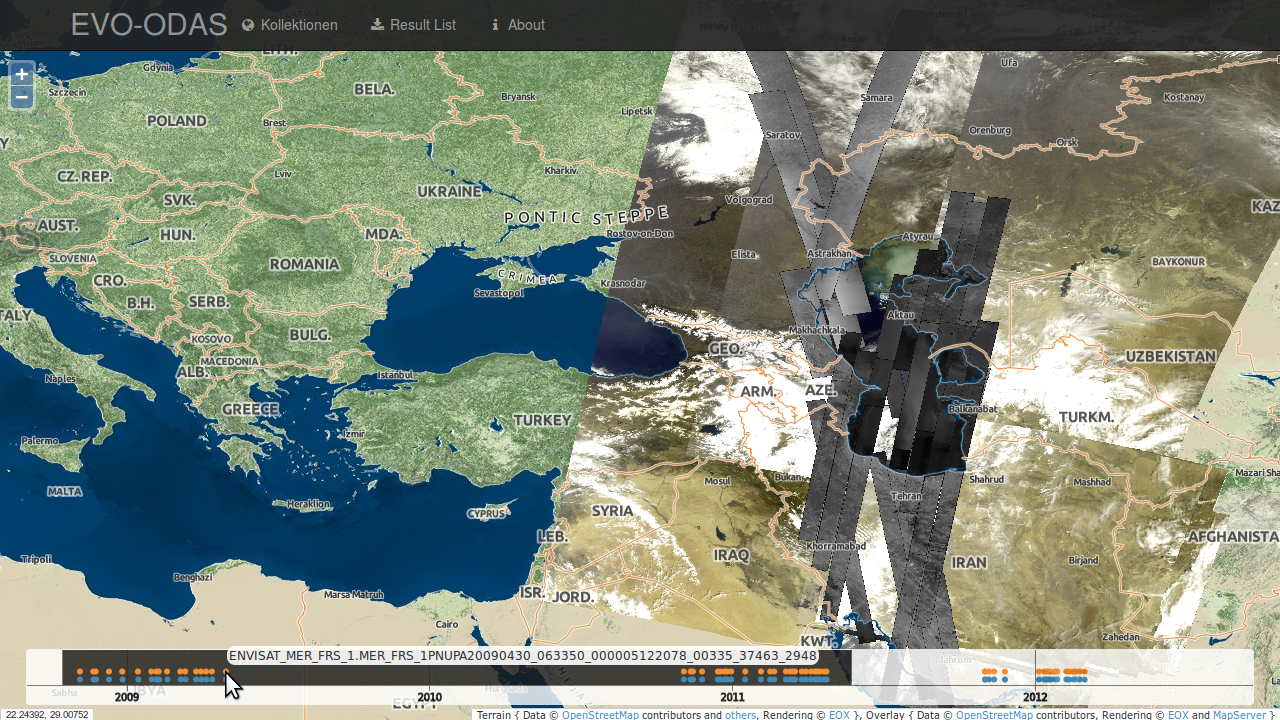 EVO-ODAS Kollektionen Result List About
LITH.
Gdynia
Ufa
+
−
Szczecin
BELA.
Bryansk
Samara
Kostanay
POLAND
Brest
Lipetsk
Saratov
Orenburg
Orsk
CZ. REP.
Lviv
Kharkiv
SVK.
UKRAINE
Volgograd
KAZ
AUST.
HUN.
MDA.
PONTIC STEPPE
Rostov-on-Don
Atyrau
SLOVENIA
ROMANIA
Elista
Astrakhan
BAYKONUR
CRO.
CRIMEA
Krasnodar
B.H.
SERB.
Sevastopol
Aktau
TALY
KOSOVO
BULG.
Makhachkala
MACEDONIA
GEO.
UZBEKISTAN
ALB.
Naples
Istanbul
ARM.
AZE.
GREECE
Balkanabat
TURKEY
TURKM.
Palermo
Izmir
Mosul
Bukan
Shahrud
Mashhad
Mazari Sha
MALTA
Heraklion
CYPRUS
SYRIA
Tehran
LEB.
Khorramabad
AFGHANISTA
Tripoli
IRAQ
IRAN
Birjand
Benghazi
Marsa Matruh
ISR.
JORD.
Cairo
KWT.
Zahedan
ENVISAT_MER_FRS_1.MER_FRS_1PNUPA20090430_063350_000005122078_00335_37463_2948
Jahrom
Sabha
LIBYA
Hurghada
HEJA
2009 2010 2011 2012
EGYPT
22.24392, 29.00752
Terrain { Data © OpenStreetMap contributors and others, Rendering © EOX }, Overlay { Data © OpenStreetMap contributors, Rendering © EOX and MapServer }